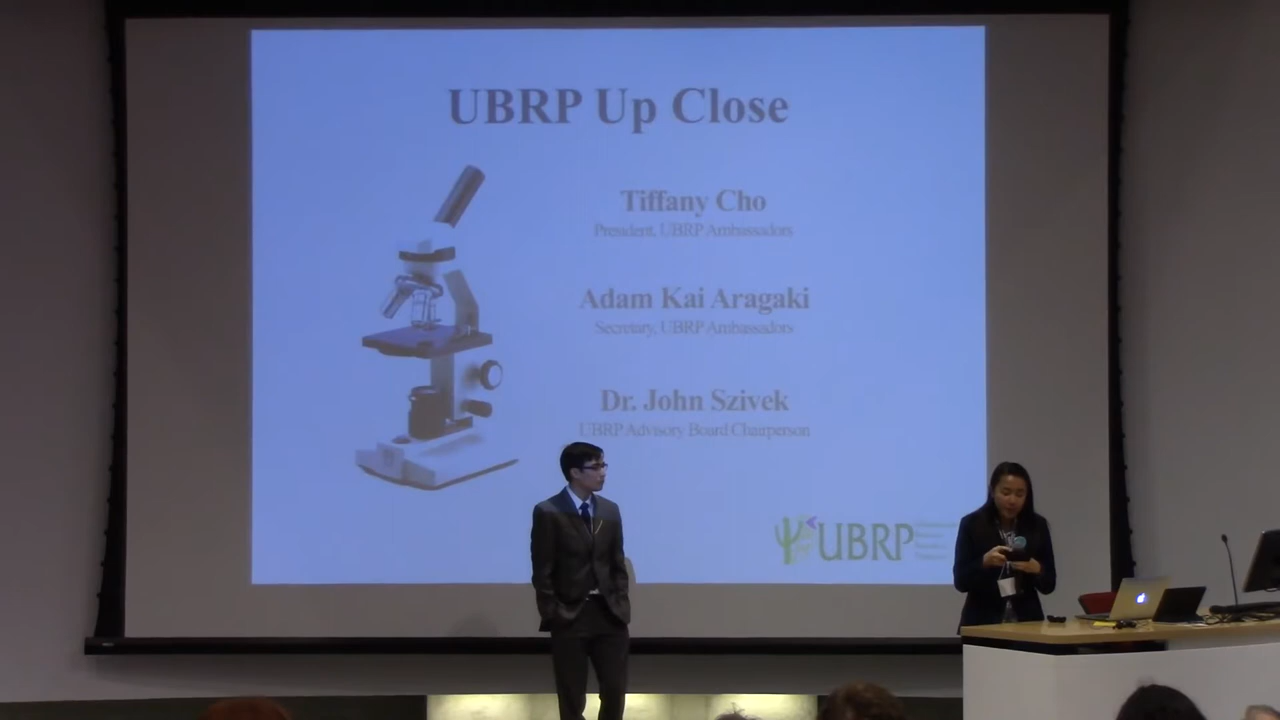 UBRP Up Close
Tiffany Cho
President, UBRP Ambassadors
Adam Kai Aragaki
Secretary, UBRP Ambassadors
Dr. John Szivek
UBRP Advisory Board Chairperson
UBRP